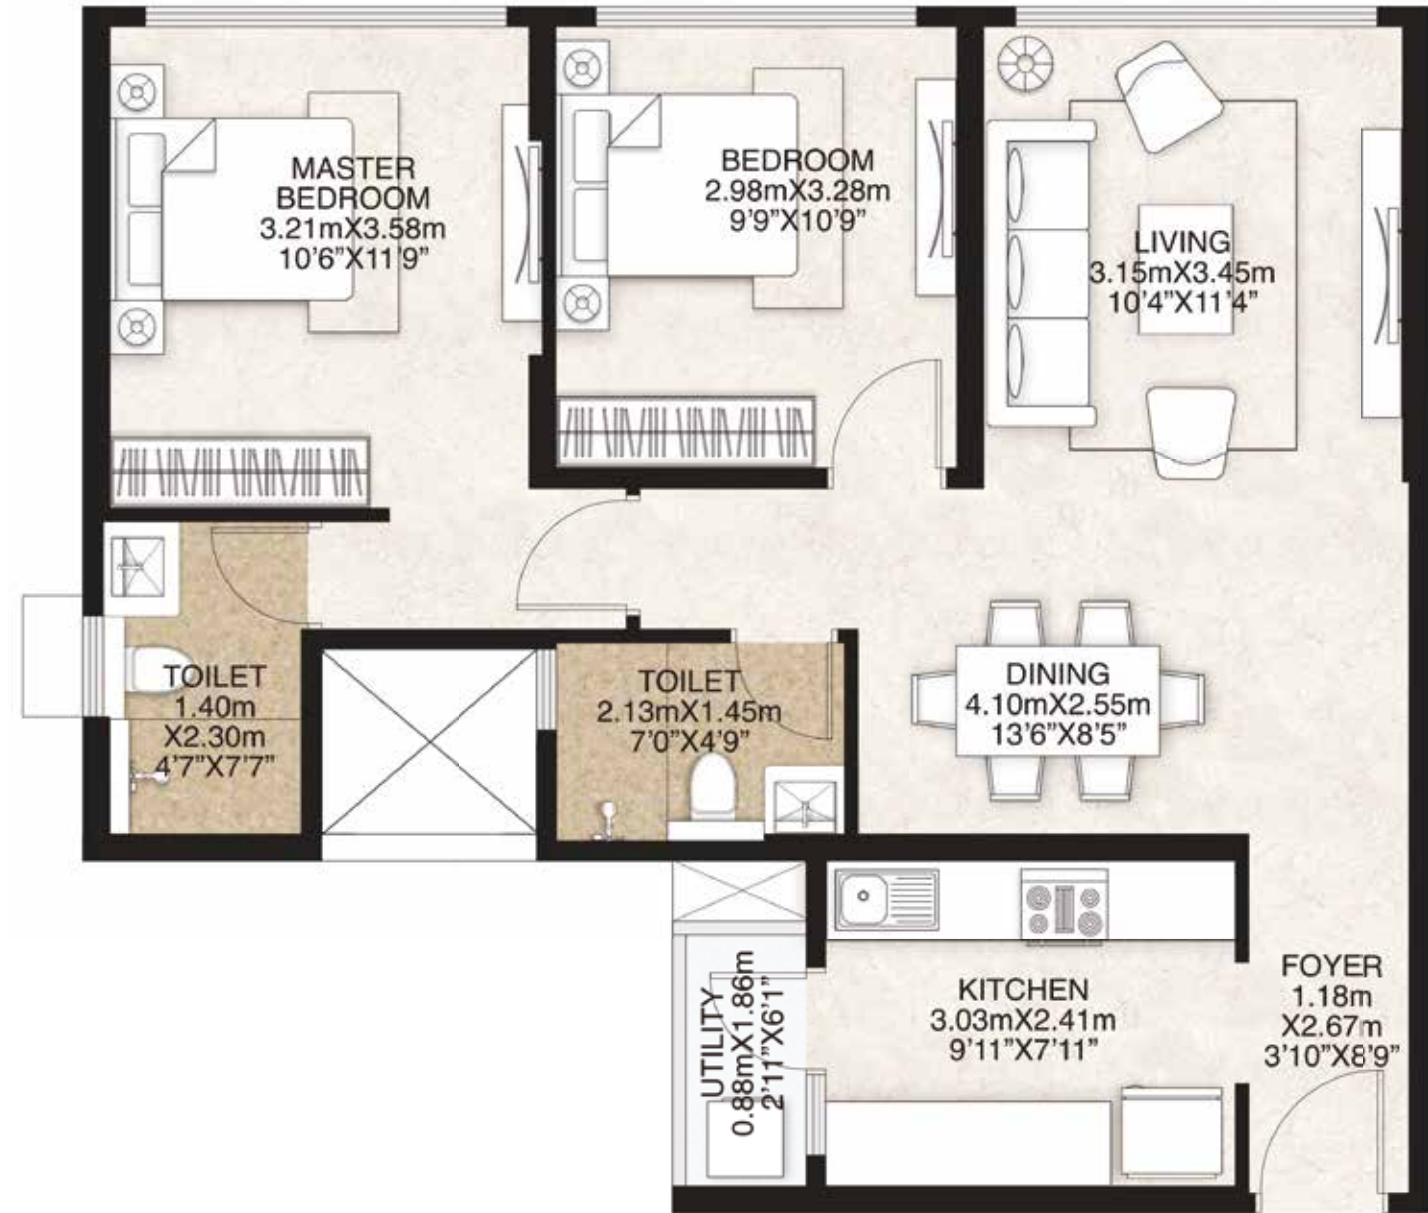 MASTER
BEDROOM
3.21mX3.58m
10'6”X11'9”
BEDROOM
2.98mX3.28m
9'9”X10'9”
LIVING
3.15mX3.45m
10'4”X11'4”
TOILET
1.40m
X2.30m
4'7”X7'7”
TOILET
2.13mX1.45m
7'0”X4'9”
DINING
4.10mX2.55m
13'6”X8'5”
UTILITY
0.88mX1.86m
2'11”X6'1”
KITCHEN
3.03mX2.41m
9'11”X7'11”
FOYER
1.18m
X2.67m
3'10”X8'9”